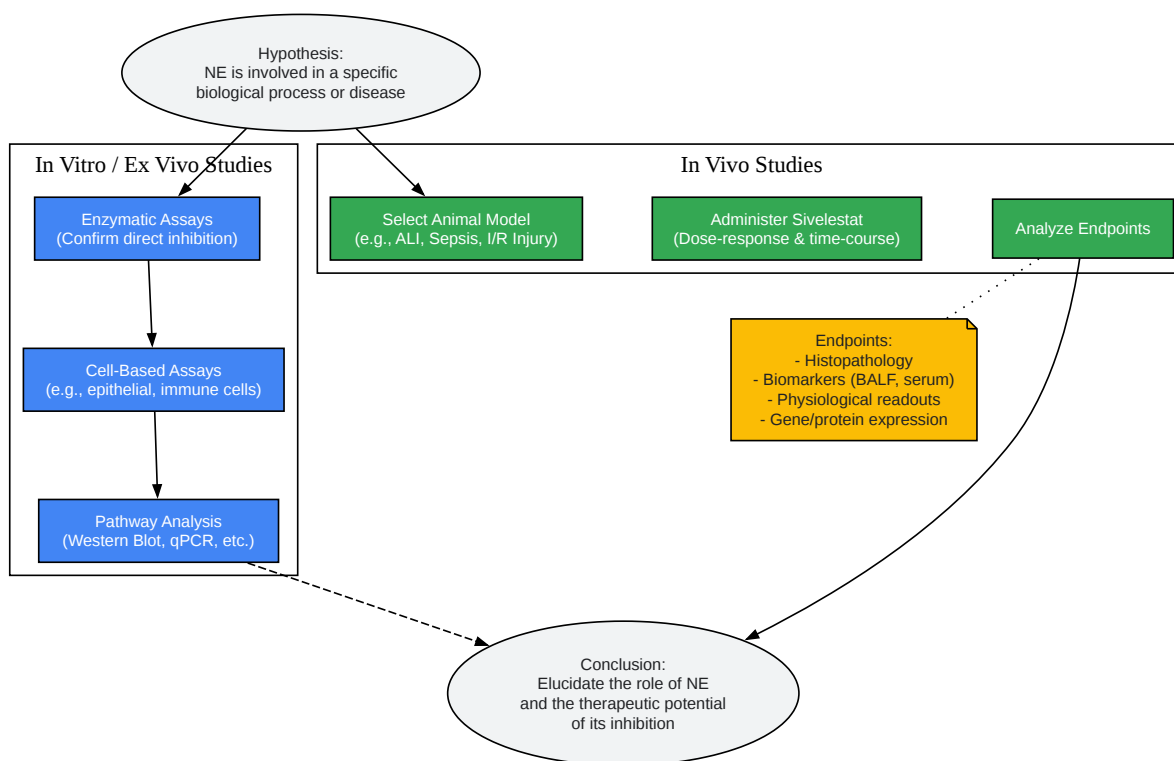 Hypothesis:
NE is involved in a specific
biological process or disease
In Vitro / Ex Vivo Studies
Enzymatic Assays
(Confirm direct inhibition)
Cell-Based Assays
(e.g., epithelial, immune cells)
Pathway Analysis
(Western Blot, qPCR, etc.)
In Vivo Studies
Select Animal Model
(e.g., ALI, Sepsis, I/R Injury)
Administer Sivelestat
(Dose-response & time-course)
Analyze Endpoints
Endpoints:
- Histopathology
- Biomarkers (BALF, serum)
- Physiological readouts
- Gene/protein expression
Conclusion:
Elucidate the role of NE
and the therapeutic potential
of its inhibition